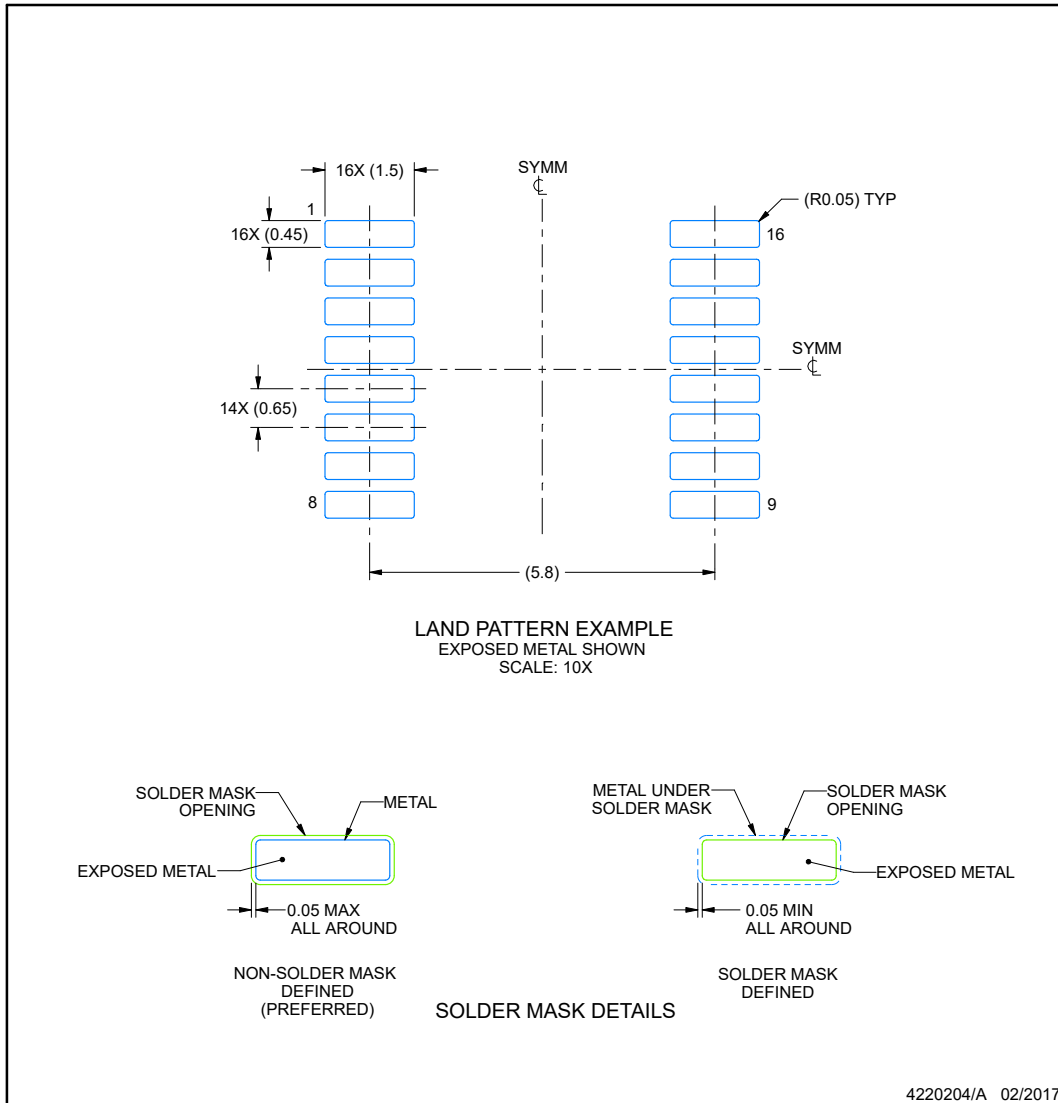 16X (1.5)
SYMM
℄
(R0.05) TYP
1
16X (0.45)
16
SYMM
℄
14X (0.65)
8
9
(5.8)
LAND PATTERN EXAMPLE
EXPOSED METAL SHOWN
SCALE: 10X
SOLDER MASK
OPENING
METAL
EXPOSED METAL
0.05 MAX
ALL AROUND
NON-SOLDER MASK
DEFINED
(PREFERRED)
METAL UNDER
SOLDER MASK
SOLDER MASK
OPENING
EXPOSED METAL
0.05 MIN
ALL AROUND
SOLDER MASK
DEFINED
SOLDER MASK DETAILS
4220204/A 02/2017